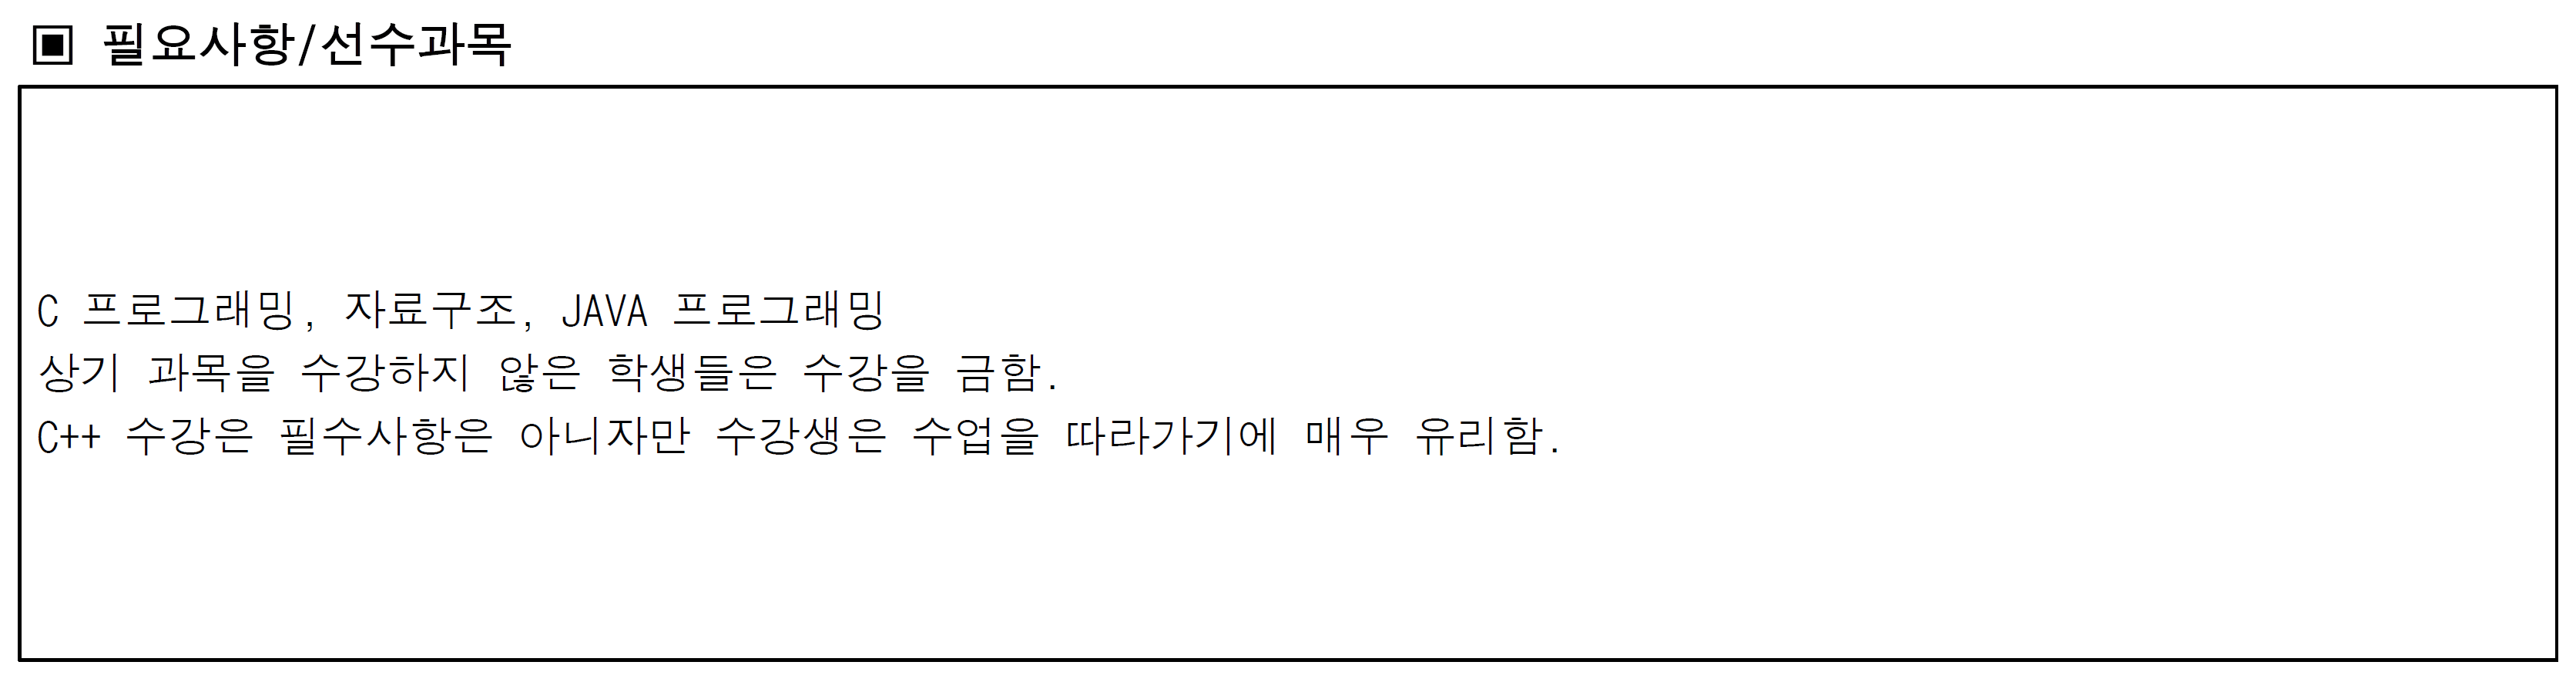 ▣ 필요사항/선수과목
C 프로그래밍, 자료구조, JAVA 프로그래밍
상기 과목을 수강하지 않은 학생들은 수강을 금함.
C++ 수강은 필수사항은 아니자만 수강생은 수업을 따라가기에 매우 유리함.